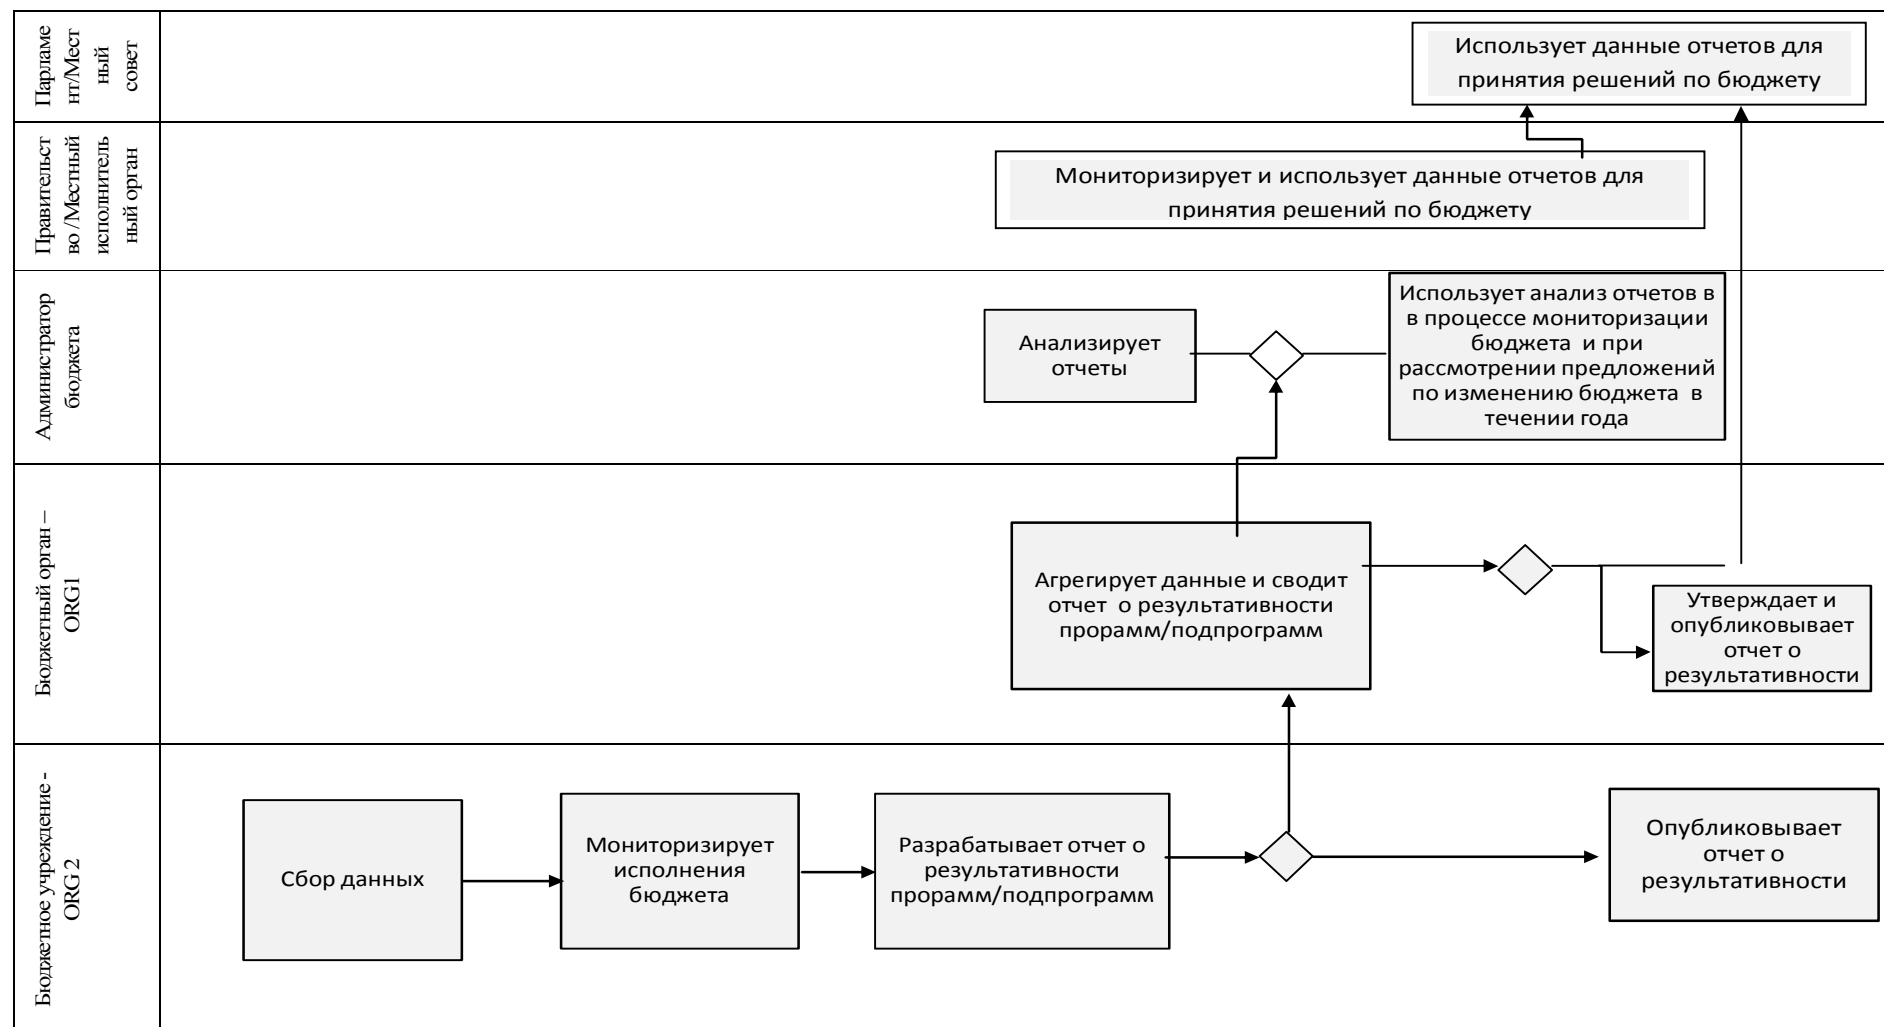 Парламе
нт/Мест
ный
совет
Использует данные отчетов для
принятия решений по бюджету
Правительст
во /Местный
исполнитель
ный орган
Мониторизирует и использует данные отчетов для
принятия решений по бюджету
Администратор
бюджета
Анализирует
отчеты
Использует анализ отчетов в
в процессе мониторизации
бюджета и при
рассмотрении предложений
по изменению бюджета в
течении года
Бюджетный орган –
ORG1
Агрегирует данные и сводит
отчет о результативности
прорамм/подпрограмм
Утверждает и
опубликовывает
отчет о
результативности
Бюджетное учреждение -
ORG 2
Сбор данных
Мониторизирует
исполнения
бюджета
Разрабатывает отчет о
результативности
прорамм/подпрограмм
Опубликовывает
отчет о
результативности